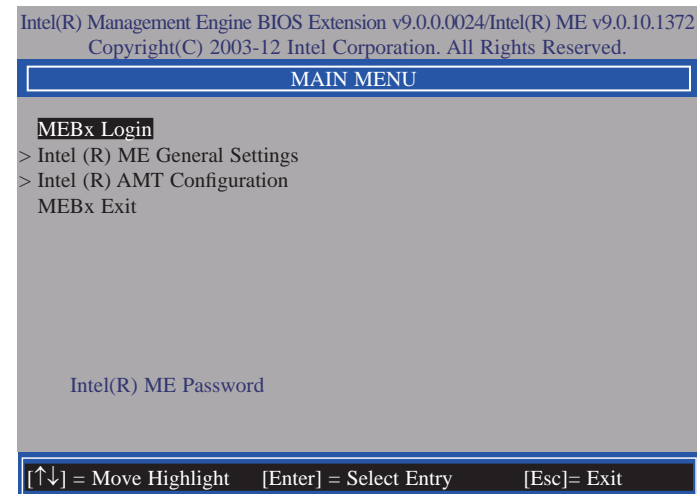 Intel(R) Management Engine BIOS Extension v9.0.0.0024/Intel(R) ME v9.0.10.1372
Copyright(C) 2003-12 Intel Corporation. All Rights Reserved.
MAIN MENU
MEBx Login
> Intel (R) ME General Settings
> Intel (R) AMT Configuration
MEBx Exit
Intel(R) ME Password
[↑↓] = Move Highlight [Enter] = Select Entry [Esc]= Exit